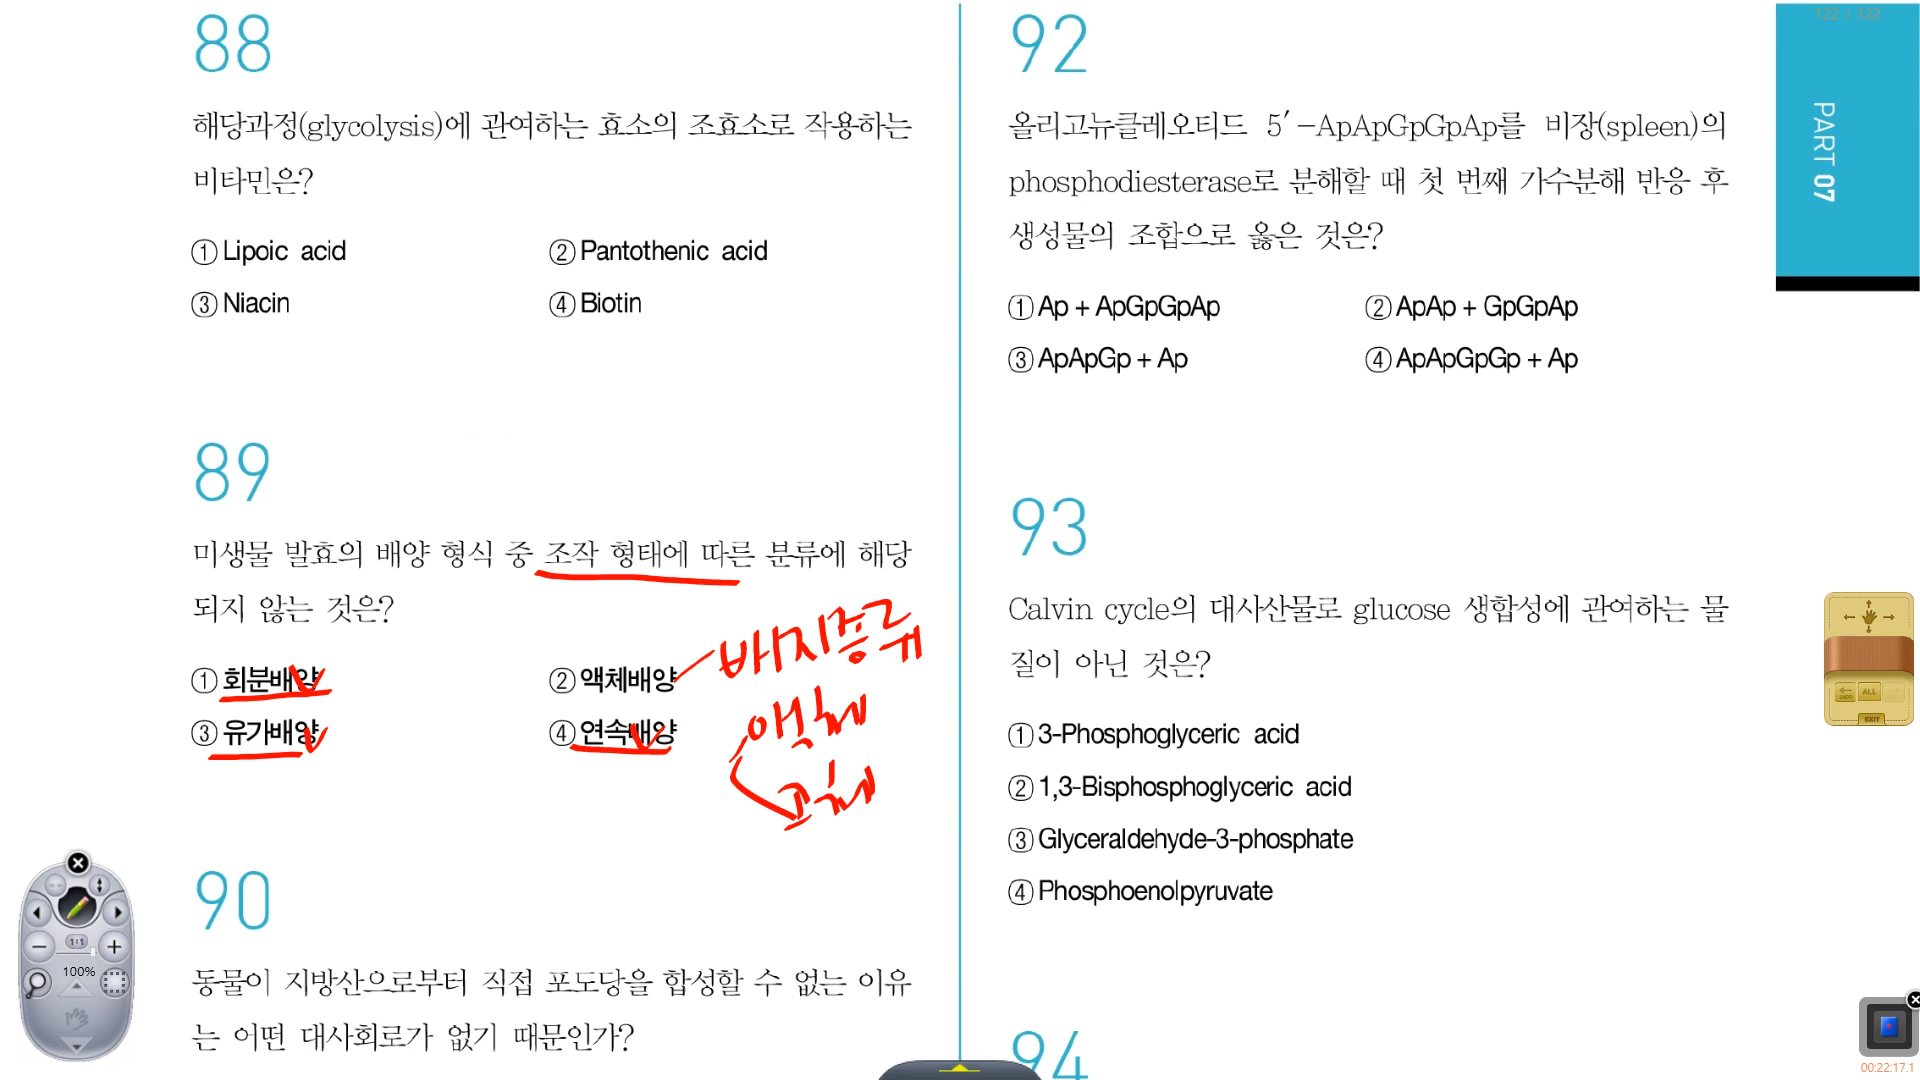 88
해당과정(glycolysis)에 관여하는 효소의 조효소로 작용하는
비타민은?
① Lipoic acid ② Pantothenic acid
③ Niacin ④ Biotin
89
미생물 발효의 배양 형식 중 조작 형태에 따른 분류에 해당
되지 않는 것은?
① 회분배양 ② 액체배양 배지종류
③ 유가배양 ④ 연속배양 액체
고체
90
동물이 지방산으로부터 직접 포도당을 합성할 수 없는 이유
는 어떤 대사회로가 없기 때문인가?
92
올리고뉴클레오티드 5′-ApApGpGpAp를 비장(spleen)의
phosphodiesterase로 분해할 때 첫 번째 가수분해 반응 후
생성물의 조합으로 옳은 것은?
① Ap + ApGpGpAp ② ApAp + GpGpAp
③ ApApGp + Ap ④ ApApGpGp + Ap
93
Calvin cycle의 대사산물로 glucose 생합성에 관여하는 물
질이 아닌 것은?
① 3-Phosphoglyceric acid
② 1,3-Bisphosphoglyceric acid
③ Glyceraldehyde-3-phosphate
④ Phosphoenolpyruvate
94
122 / 122
PART 07
ALL
EXIT
1:1
100%
00:22:17.1